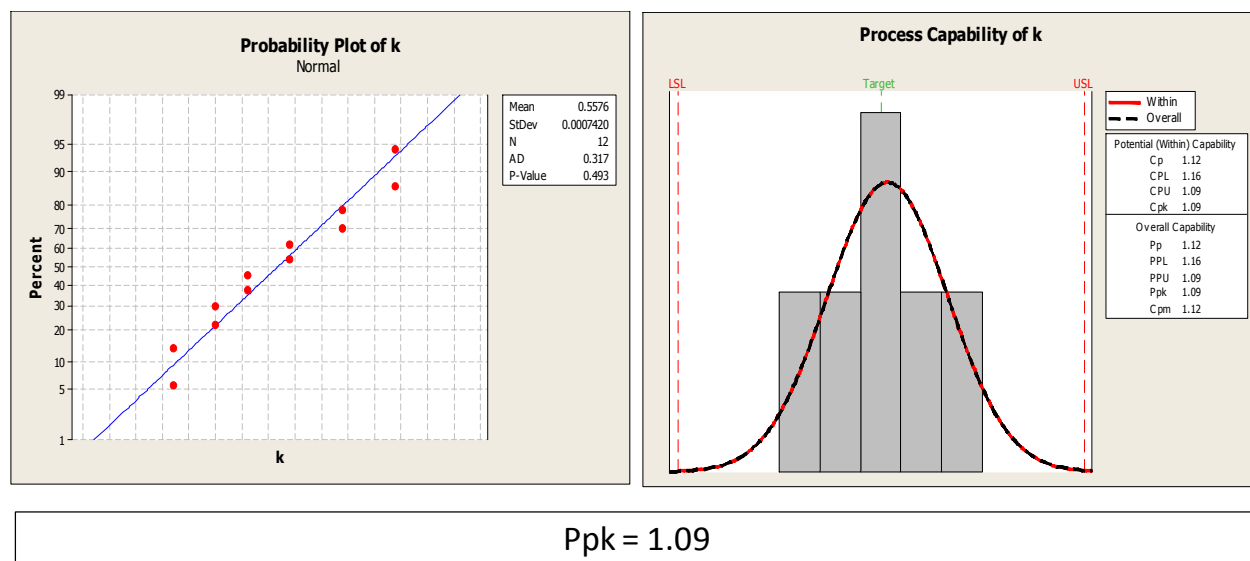 Probability Plot of k
Normal
99
95
90
80
70
60
50
40
30
20
10
5
1
Percent
k
Mean 0.5576
StDev 0.0007420
N 12
AD 0.317
P-Value 0.493
Process Capability of k
LSL Target USL
Within
Overall
Potential (Within) Capability
Cp 1.12
CPL 1.16
CPU 1.09
Cpk 1.09
Overall Capability
Pp 1.12
PPL 1.16
PPU 1.09
Ppk 1.09
Cpm 1.12
Ppk = 1.09